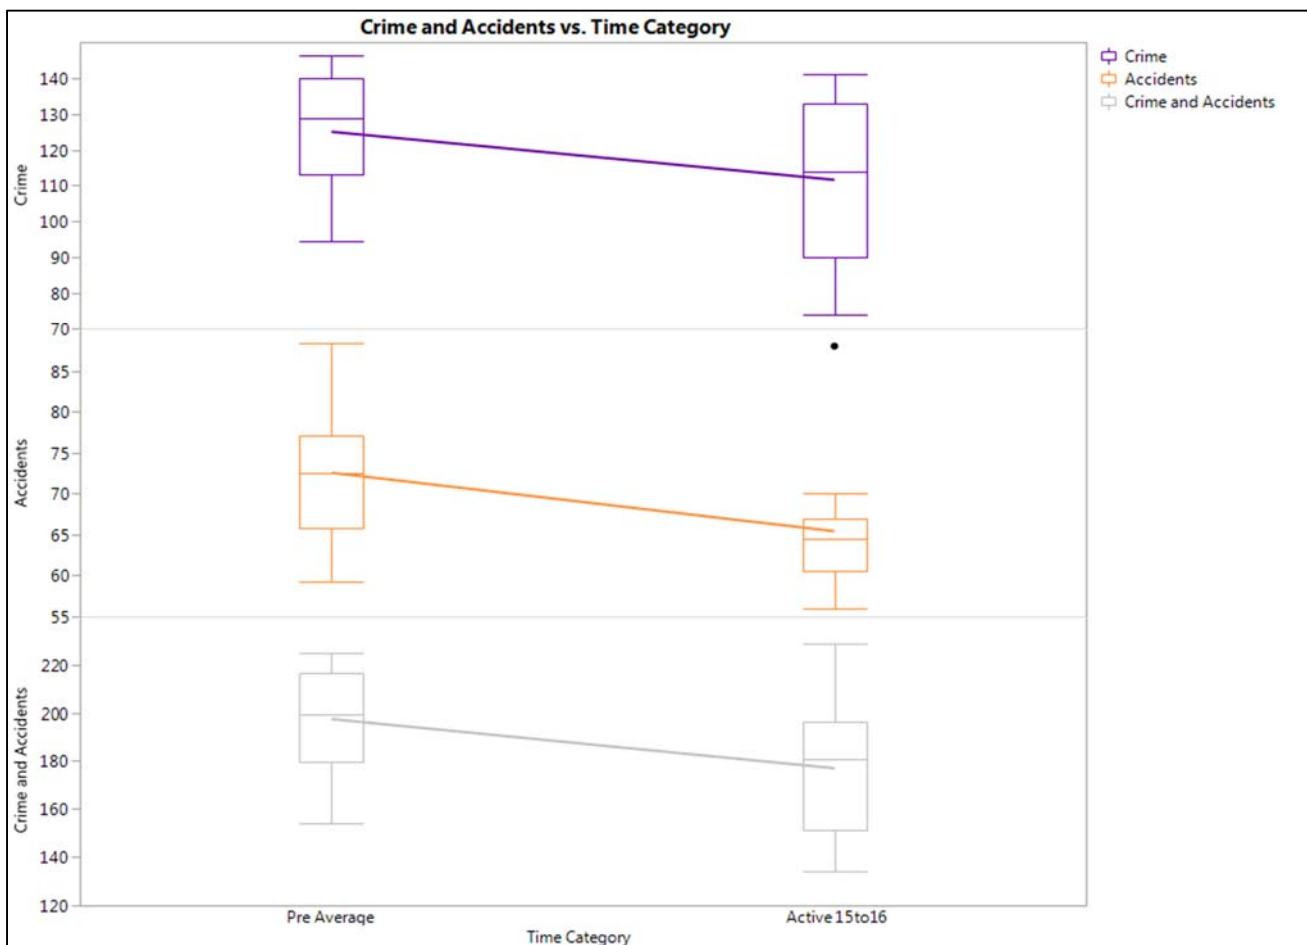 Crime and Accidents vs. Time Category
Crime
Accidents
Crime and Accidents
Crime
140
130
120
110
100
90
80
70
Accidents
85
80
75
70
65
60
55
Crime and Accidents
220
200
180
160
140
120
Pre Average
Active 15to16
Time Category